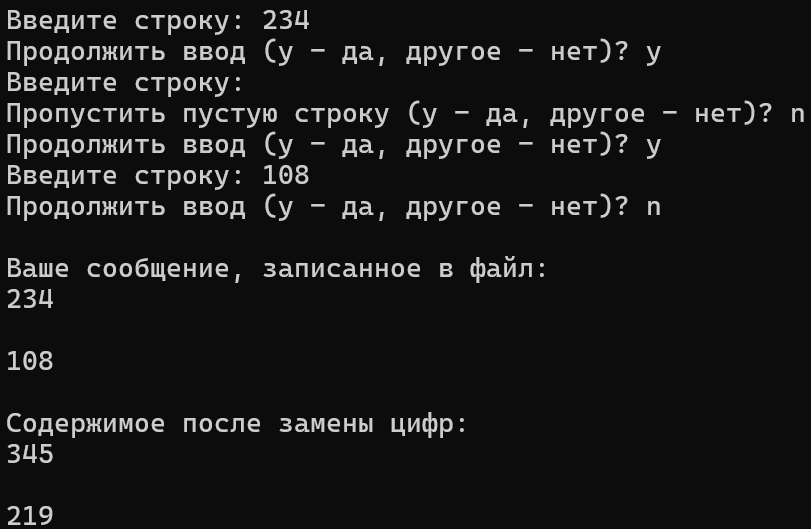 Введите строку: 234
Продолжить ввод (y – да, другое – нет)? y
Введите строку:
Пропустить пустую строку (y – да, другое – нет)? n
Продолжить ввод (y – да, другое – нет)? y
Введите строку: 108
Продолжить ввод (y – да, другое – нет)? n
Ваше сообщение, записанное в файл:
234
108
Содержимое после замены цифр:
345
219